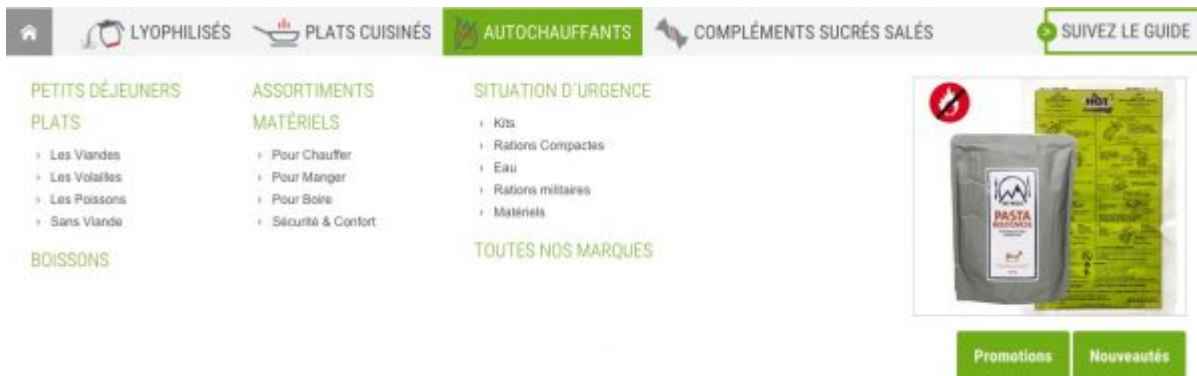 LYOPHILISÉS
PLATS CUISINÉS
AUTOCHAUFFANTS
COMPLÉMENTS SUCRÉS SALÉS
SUIVEZ LE GUIDE
PETITS DÉJEUNERS
PLATS
Les Viandes
Les Volailles
Les Poissons
Sans Viande
BOISSONS
ASSORTIMENTS
MATÉRIELS
Pour Chauffer
Pour Manger
Pour Boire
Sécurité & Confort
SITUATION D´URGENCE
Kits
Rations Compactes
Eau
Rations militaires
Matériels
TOUTES NOS MARQUES
HOT
PASTA
BOLOGNESE
Promotions
Nouveautés